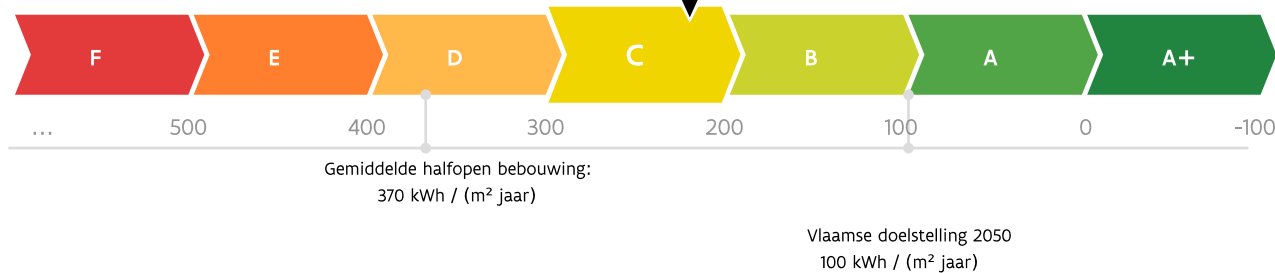 F E D C B A A+
... 500 400 300 200 100 0 -100
Gemiddelde halfopen bebouwing:
370 kWh / (m² jaar)
Vlaamse doelstelling 2050
100 kWh / (m² jaar)